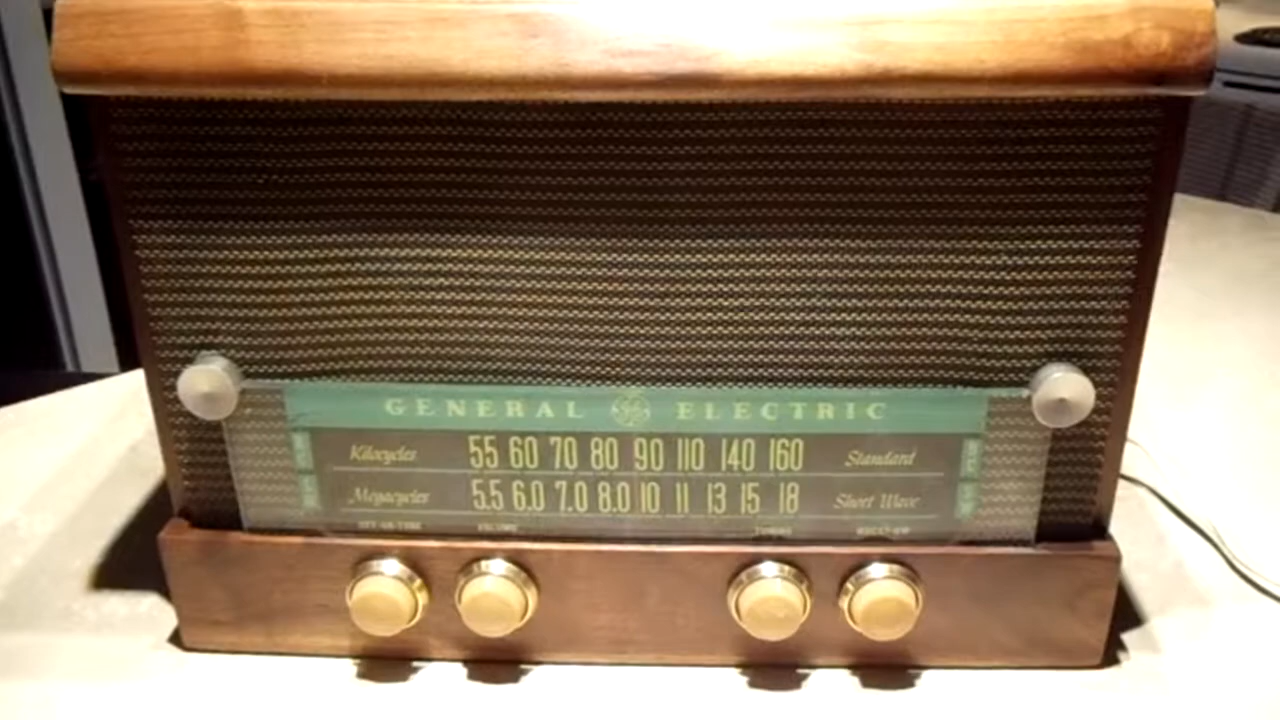 GENERAL GE ELECTRIC
Kilocycles 55 60 70 80 90 110 140 160 Standard
Megacycles 5.5 6.0 7.0 8.0 10 11 13 15 18 Short Wave
VOLUME TUNING